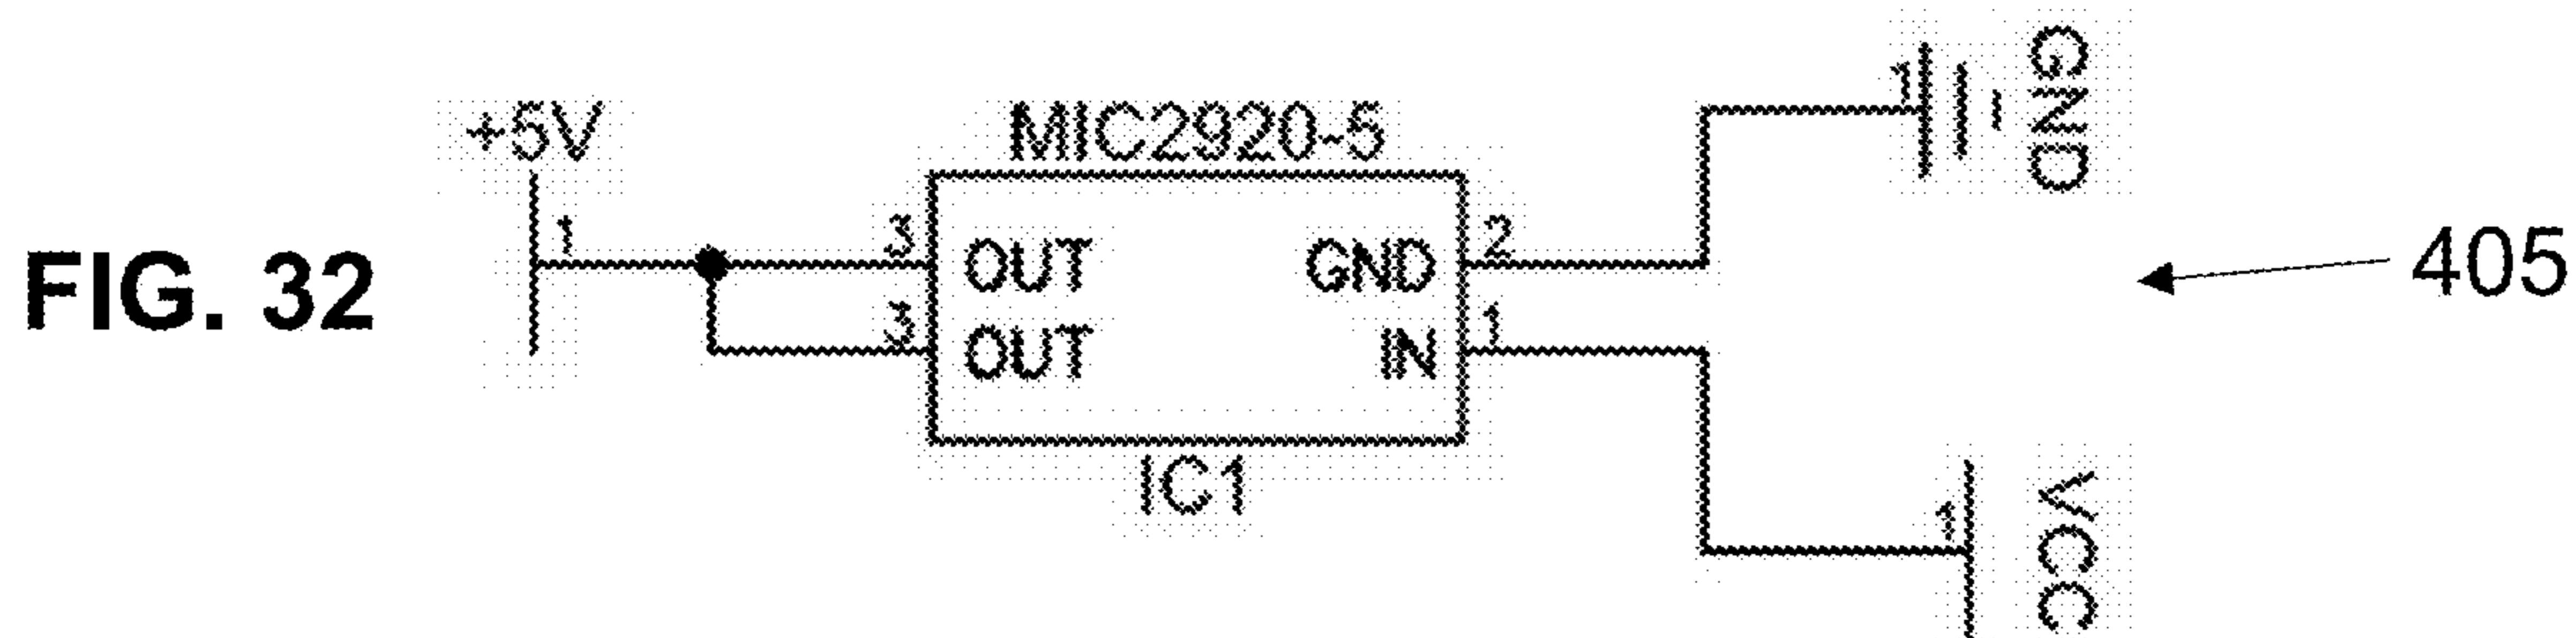 FIG. 32
+5V
1
MIC2920-5
3
OUT
3
OUT
GND
2
IN
1
IC1
1
GND
1
VCC
405